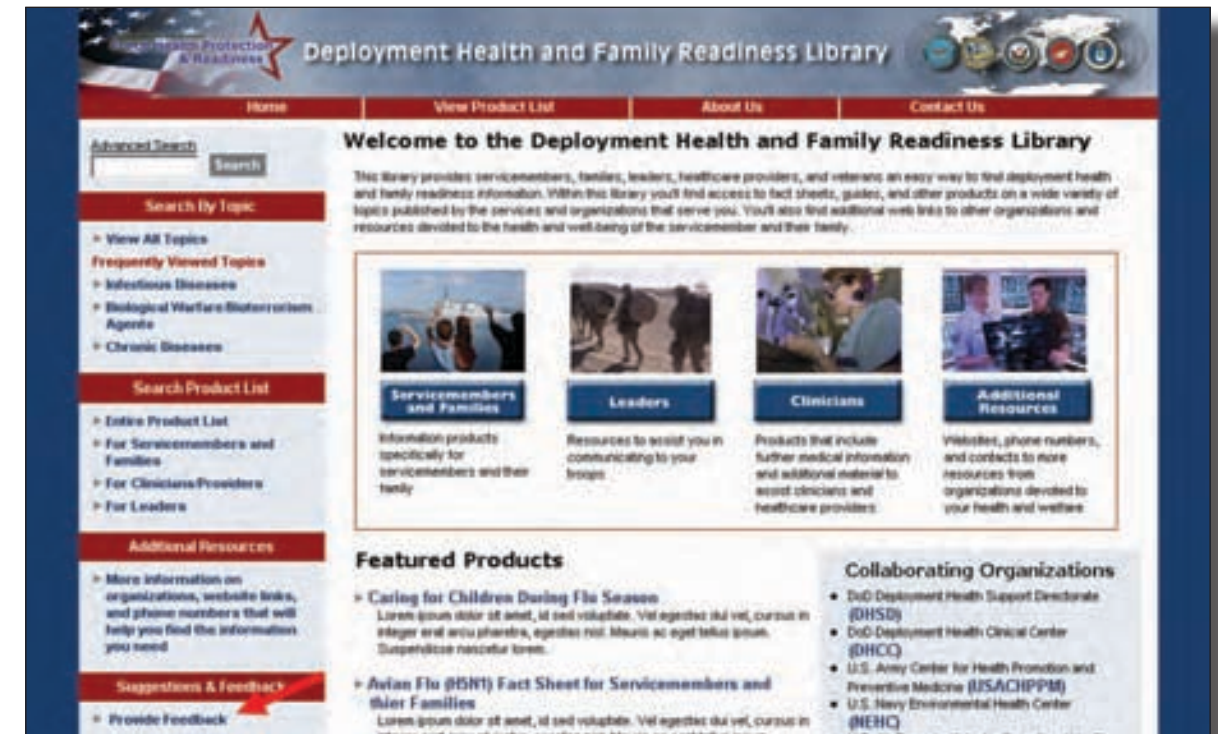 Force Health Protection
& Readiness
Deployment Health and Family Readiness Library
Home
View Product List
About Us
Contact Us
Advanced Search
Search
Search By Topic
View All Topics
Frequently Viewed Topics
Infectious Diseases
Biological Warfare/Bioterrorism
Agents
Chronic Diseases
Search Product List
Entire Product List
For Servicemembers and
Families
For Clinicians/Providers
For Leaders
Additional Resources
More information on
organizations, website links,
and phone numbers that will
help you find the information
you need
Suggestions & Feedback
Provide Feedback
Welcome to the Deployment Health and Family Readiness Library
This library provides servicemembers, families, leaders, healthcare providers, and veterans an easy way to find deployment health
and family readiness information. Within this library you'll find access to fact sheets, guides, and other products on a wide variety of
topics published by the services and organizations that serve you. You'll also find additional web links to other organizations and
resources devoted to the health and well-being of the servicemember and their family.
Servicemembers
and Families
Information products
specifically for
servicemembers and their
family
Leaders
Resources to assist you in
communicating to your
troops
Clinicians
Products that include
further medical information
and additional material to
assist clinicians and
healthcare providers
Additional
Resources
Websites, phone numbers,
and contacts to more
resources from
organizations devoted to
your health and welfare
Featured Products
Caring for Children During Flu Season
Lorem ipsum dolor sit amet, id sed voluptate. Vel egestas dui vel, cursus in
integer erat arcu pharetra, egestas nisl. Mauris ac eget tellus ipsum.
Suspendisse nascetur lorem.
Avian Flu (H5N1) Fact Sheet for Servicemembers and
thier Families
Lorem ipsum dolor sit amet, id sed voluptate. Vel egestas dui vel, cursus in
Collaborating Organizations
DoD Deployment Health Support Directorate
(DHSD)
DoD Deployment Health Clinical Center
(DHCC)
U.S. Army Center for Health Promotion and
Preventive Medicine (USACHPPM)
U.S. Navy Environmental Health Center
(NEHC)